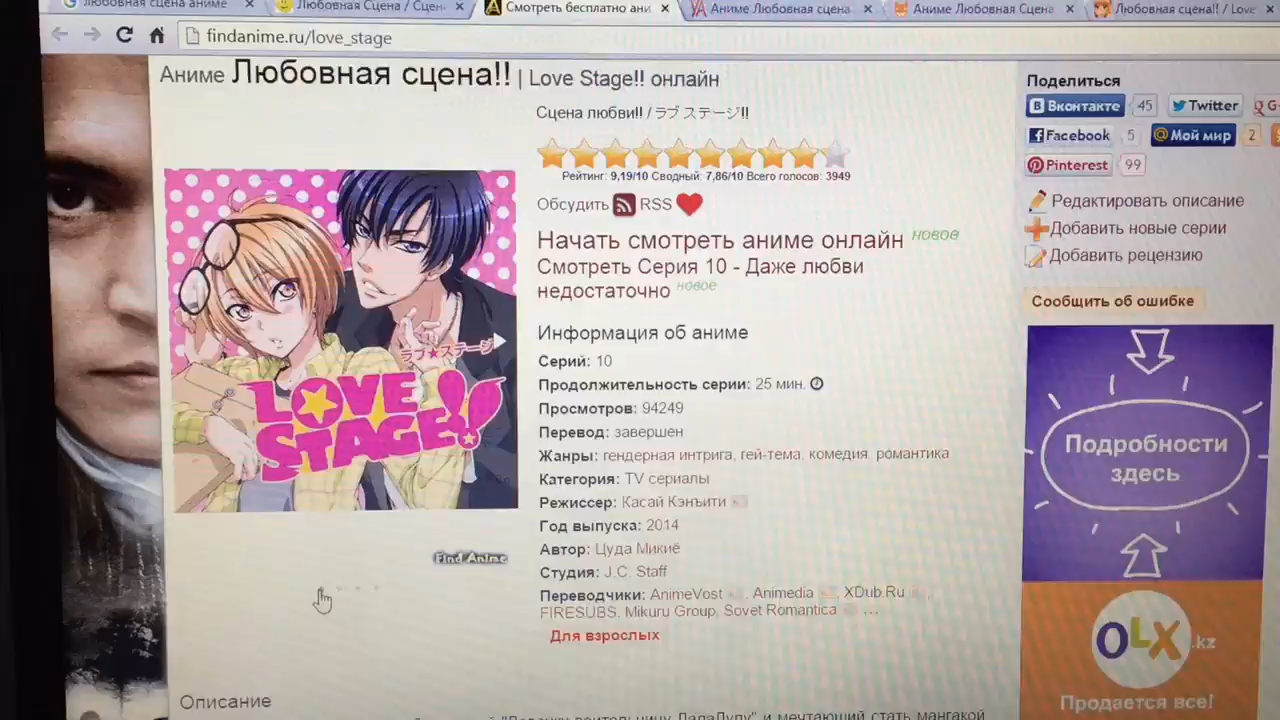 любовная сцена аниме
Любовная Сцена / Сцен
Смотреть бесплатно ани
Аниме Любовная сцена
Аниме Любовная Сцена
Любовная сцена!! / Love
findanime.ru/love_stage
Аниме Любовная сцена!! | Love Stage!! онлайн
Сцена любви!! / ラブ ステージ!!
Рейтинг: 9,19/10 Сводный: 7,86/10 Всего голосов: 3949
Обсудить RSS
Начать смотреть аниме онлайн новое
Смотреть Серия 10 - Даже любви
недостаточно новое
ラブ★ステージ
LOVE
STAGE!!
Find Anime
Информация об аниме
Серий: 10
Продолжительность серии: 25 мин.
Просмотров: 94249
Перевод: завершен
Жанры: гендерная интрига, гей-тема, комедия, романтика
Категория: TV сериалы
Режиссер: Касай Кэнъити
Год выпуска: 2014
Автор: Цуда Микиё
Студия: J.C. Staff
Переводчики: AnimeVost, Animedia, XDub.Ru,
FIRESUBS, Mikuru Group, Sovet Romantica ...
Для взрослых
Описание
Поделиться
Вконтакте 45 Twitter G+
Facebook 5 @Мой мир 2
Pinterest 99
Редактировать описание
Добавить новые серии
Добавить рецензию
Сообщить об ошибке
Подробности
здесь
OLX.kz
Продается все!